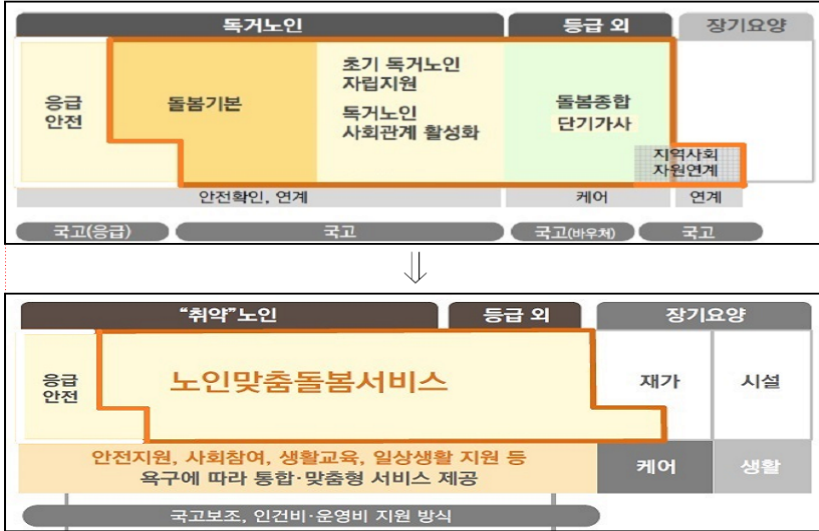 독거노인
등급 외
장기요양
응급
안전
돌봄기본
초기 독거노인
자립지원
독거노인
사회관계 활성화
돌봄종합
단기가사
지역사회
자원연계
안전확인, 연계
케어
연계
국고(응급)
국고
국고(바우처)
국고
⇓
“취약”노인
등급 외
장기요양
응급
안전
노인맞춤돌봄서비스
재가
시설
안전지원, 사회참여, 생활교육, 일상생활 지원 등
욕구에 따라 통합·맞춤형 서비스 제공
케어
생활
국고보조, 인건비·운영비 지원 방식